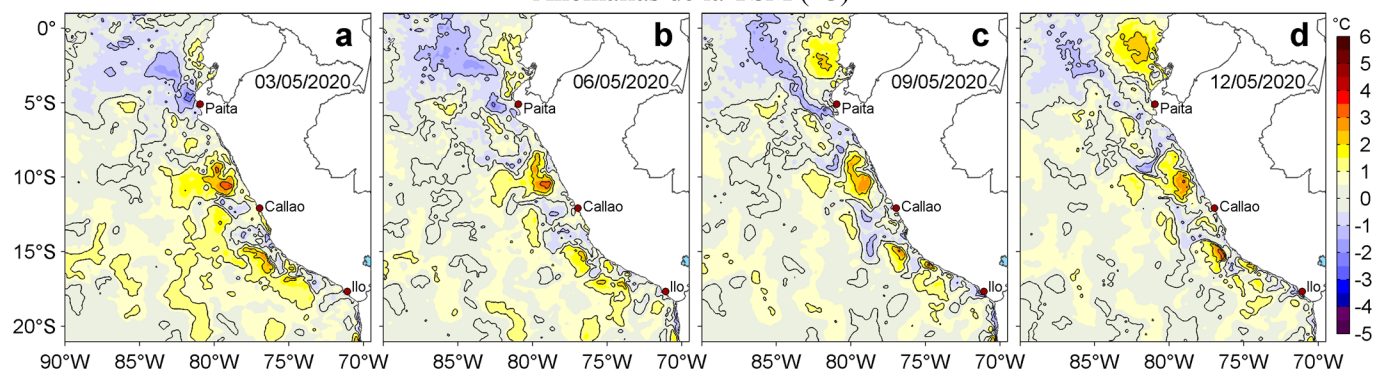 a
b
c
d
03/05/2020
06/05/2020
09/05/2020
12/05/2020
Paita
Paita
Paita
Paita
Callao
Callao
Callao
Callao
Ilo
Ilo
Ilo
Ilo
0°
5°S
10°S
15°S
20°S
90°W 85°W 80°W 75°W 70°W
85°W 80°W 75°W 70°W
85°W 80°W 75°W 70°W
85°W 80°W 75°W 70°W
°C
6
5
4
3
2
1
0
-1
-2
-3
-4
-5